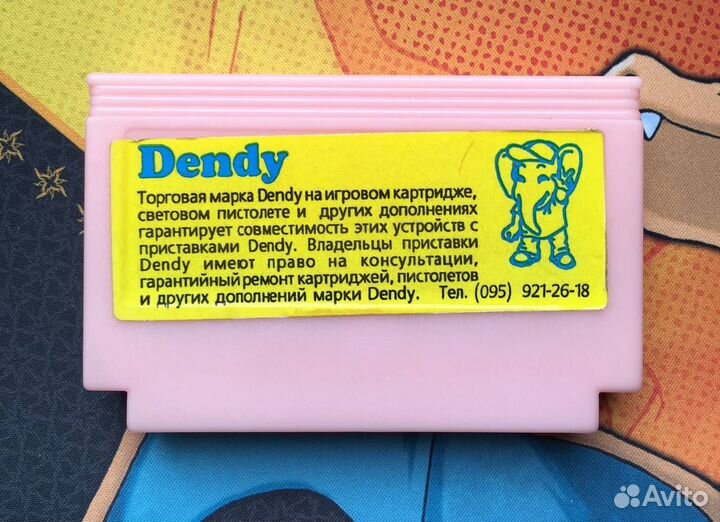 Dendy
Торговая марка Dendy на игровом картридже,
световом пистолете и других дополнениях
гарантирует совместимость этих устройств с
приставками Dendy. Владельцы приставки
Dendy имеют право на консультации,
гарантийный ремонт картриджей, пистолетов
и других дополнений марки Dendy. Тел. (095) 921-26-18
Avito